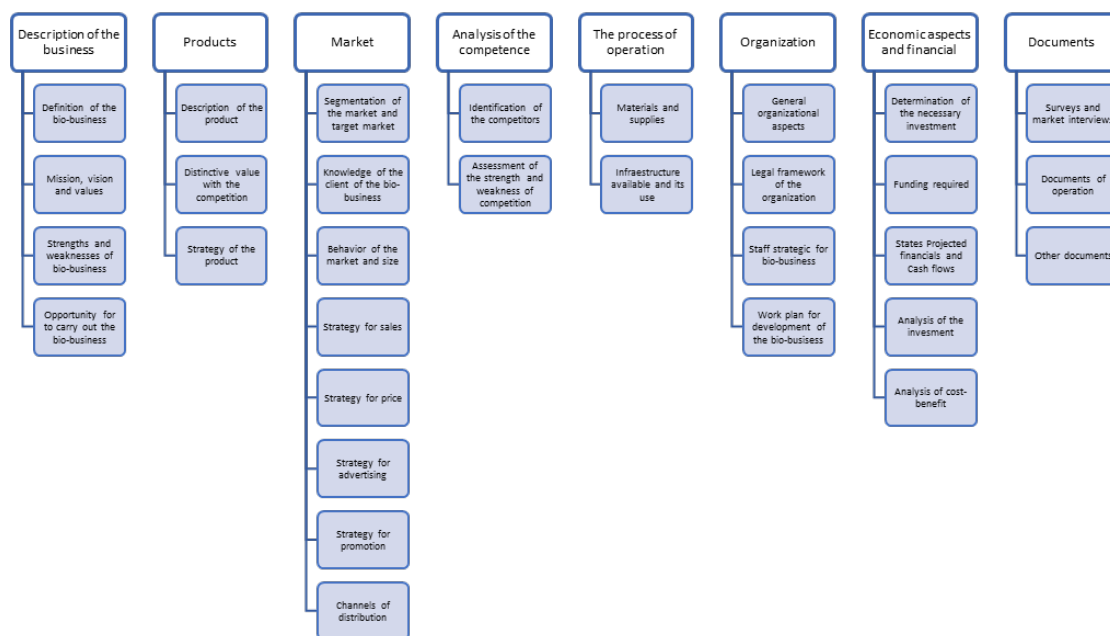 Description of the
business
Definition of the
bio-business
Mission, vision
and values
Strengths and
weaknesses of
bio-business
Opportunity for
to carry out the
bio-business
Products
Description of the
product
Distinctive value
with the
competition
Strategy of the
product
Market
Segmentation of
the market and
target market
Knowledge of the
client of the bio-
business
Behavior of the
market and size
Strategy for sales
Strategy for price
Strategy for
advertising
Strategy for
promotion
Channels of
distribution
Analysis of the
competence
Identification of
the competitors
Assessment of
the strength and
weakness of
competition
The process of
operation
Materials and
supplies
Infraestructure
available and its
use
Organization
General
organizational
aspects
Legal framework
of the
organization
Staff strategic for
bio-business
Work plan for
development of
the bio-busisess
Economic aspects
and financial
Determination of
the necessary
investment
Funding required
States Projected
financials and
Cash flows
Analysis of the
invesment
Analysis of cost-
benefit
Documents
Surveys and
market interviews
Documents of
operation
Other documents